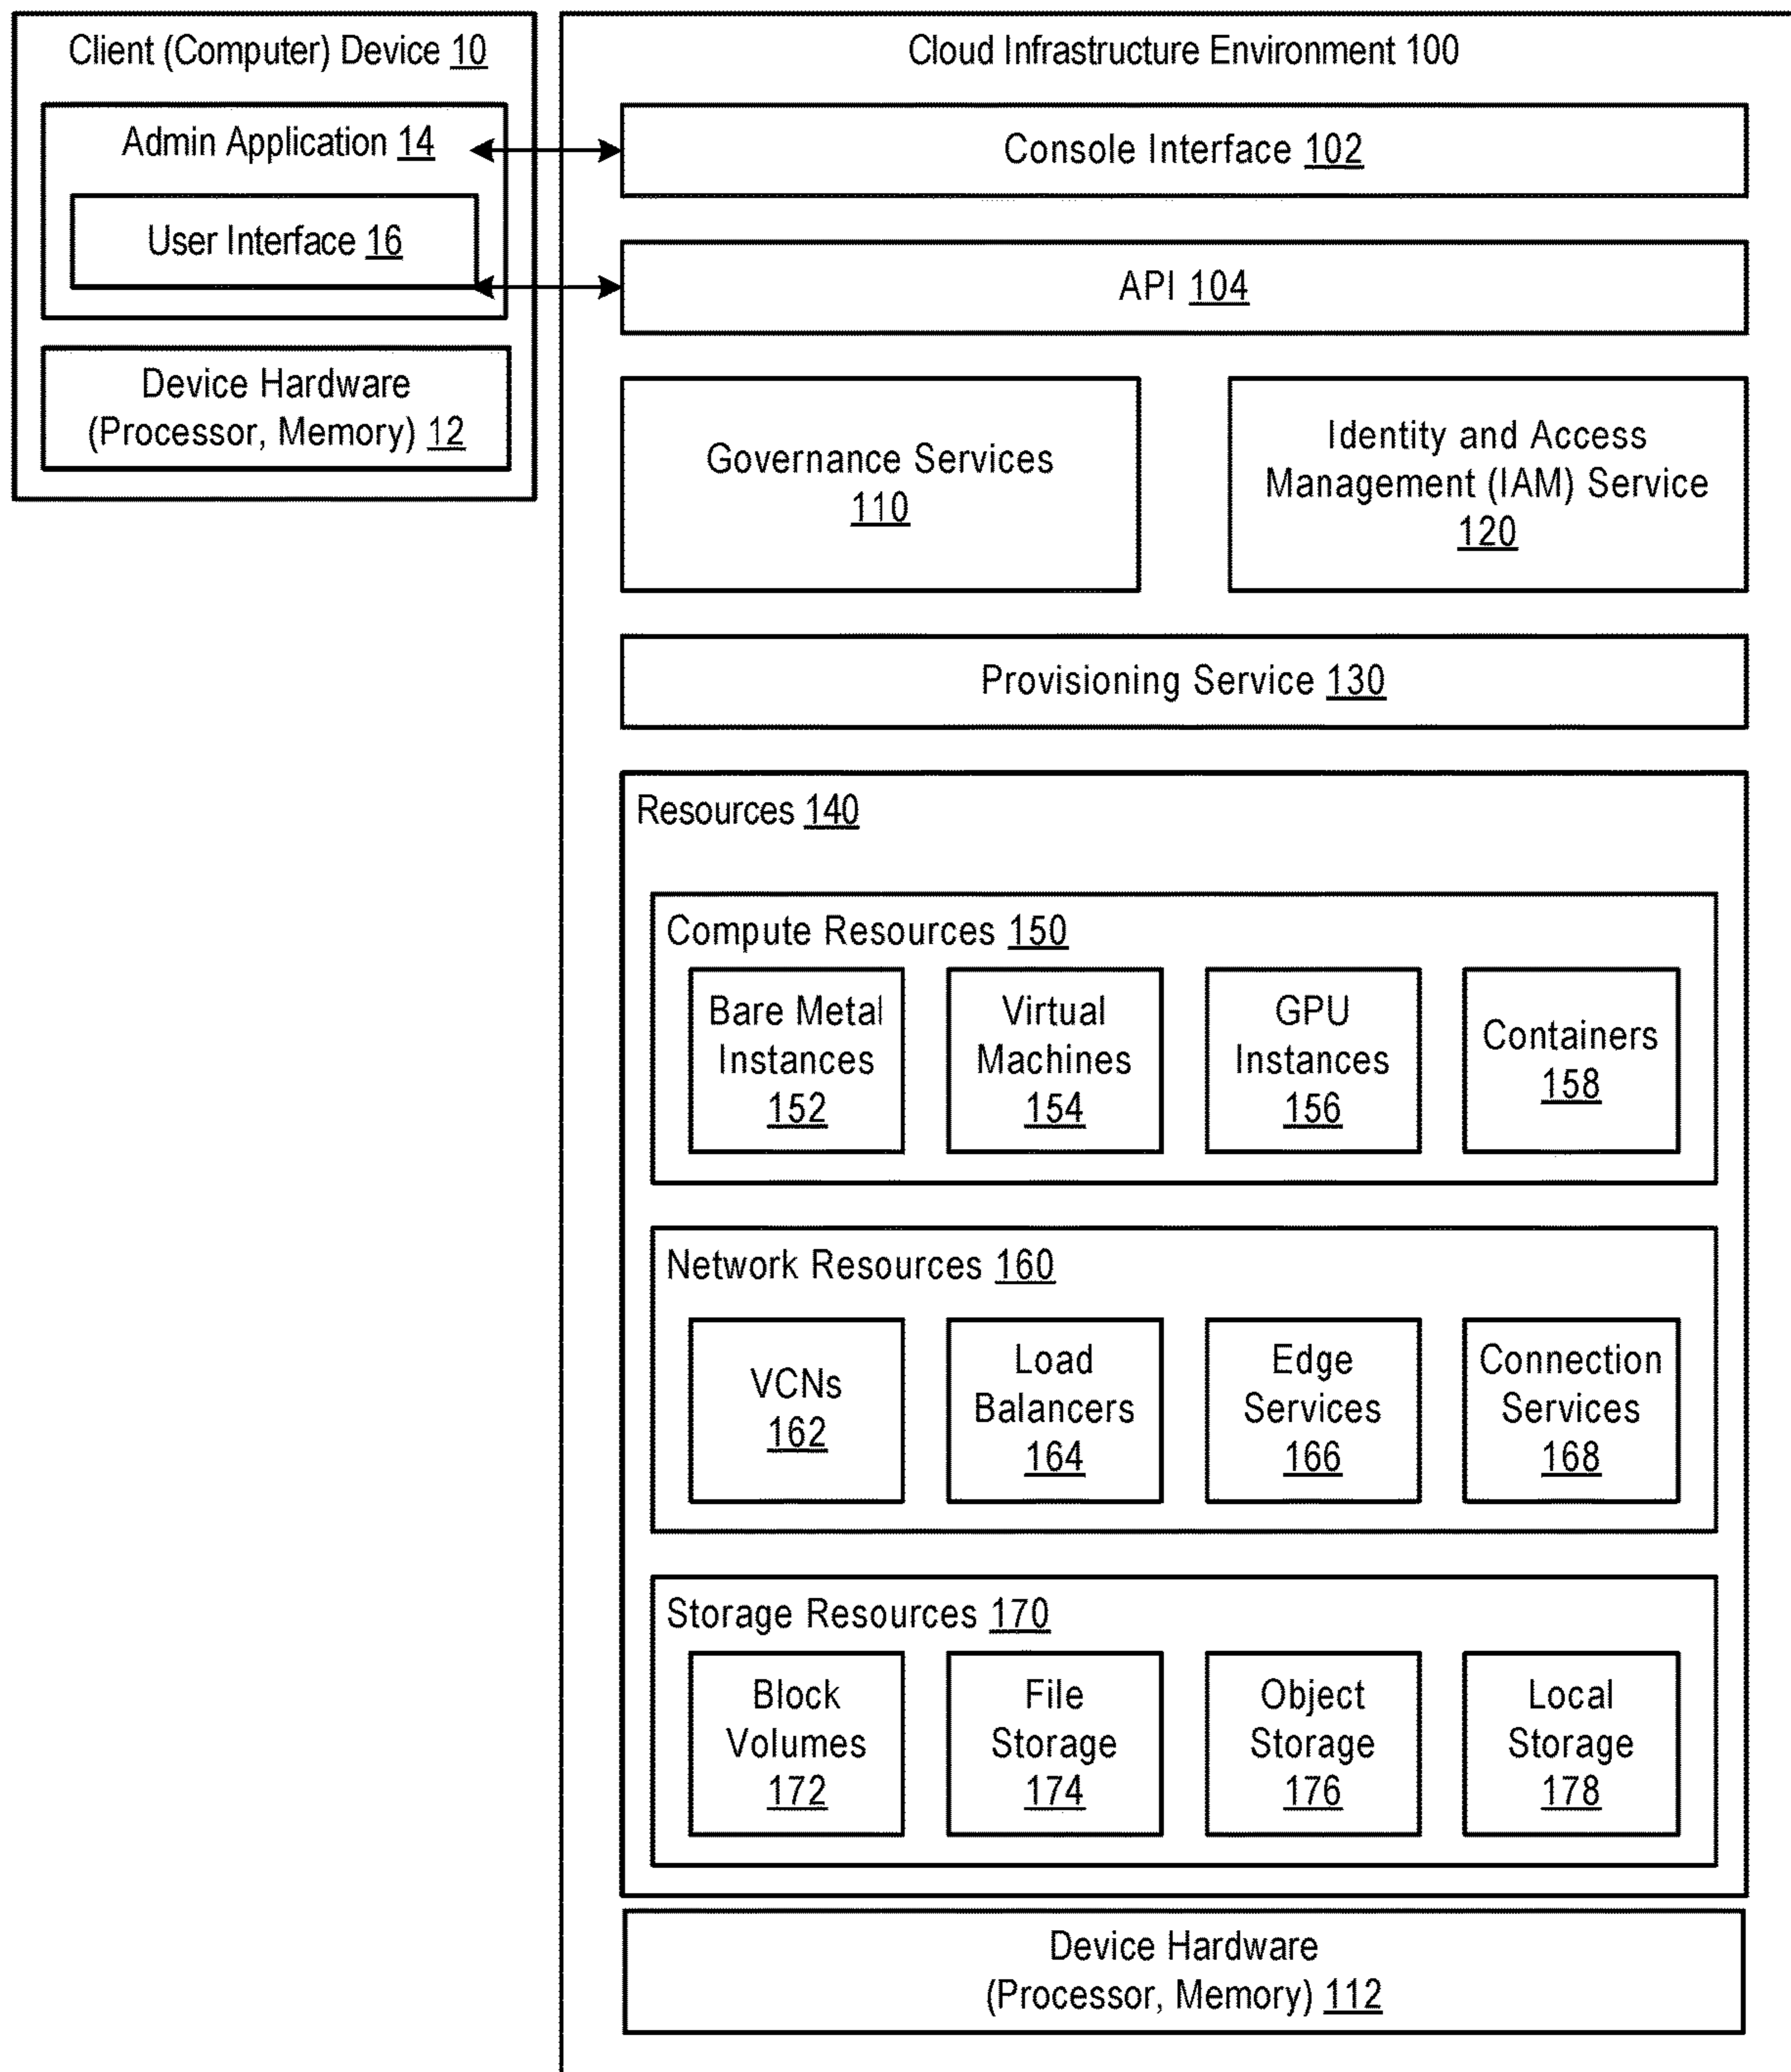 Client (Computer) Device 10
Admin Application 14
User Interface 16
Device Hardware
(Processor, Memory) 12
Cloud Infrastructure Environment 100
Console Interface 102
API 104
Governance Services
110
Identity and Access
Management (IAM) Service
120
Provisioning Service 130
Resources 140
Compute Resources 150
Bare Metal
Instances
152
Virtual
Machines
154
GPU
Instances
156
Containers
158
Network Resources 160
VCNs
162
Load
Balancers
164
Edge
Services
166
Connection
Services
168
Storage Resources 170
Block
Volumes
172
File
Storage
174
Object
Storage
176
Local
Storage
178
Device Hardware
(Processor, Memory) 112